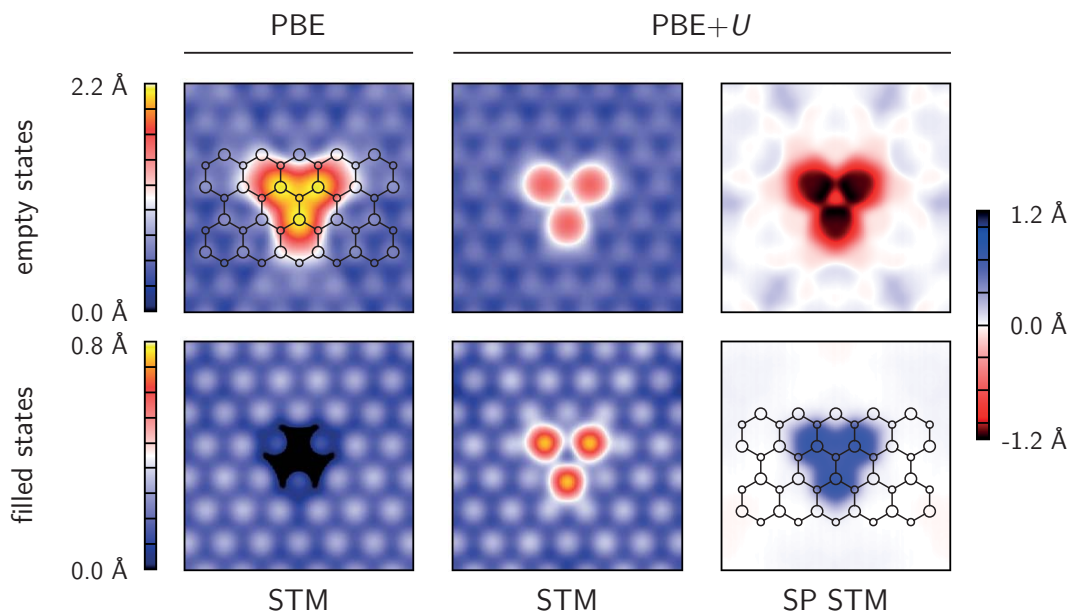 PBE
PBE+U
empty states
2.2 Å
0.0 Å
1.2 Å
0.0 Å
-1.2 Å
filled states
0.8 Å
0.0 Å
STM
STM
SP STM